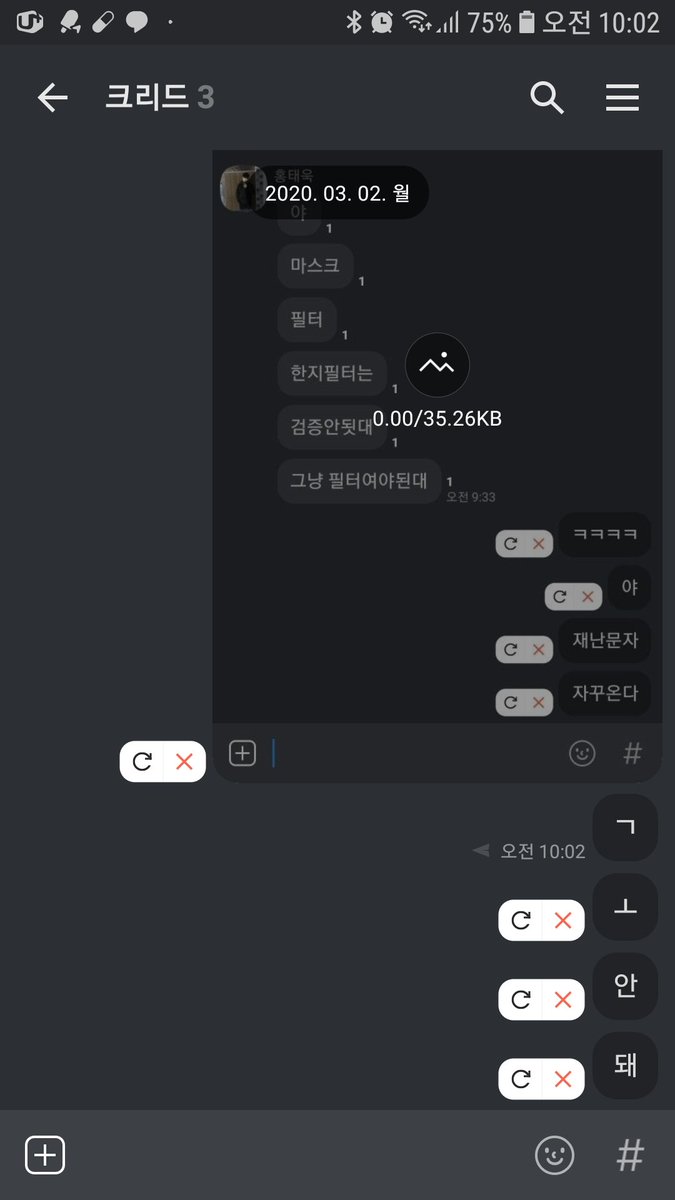 U+
75% 오전 10:02
크리드 3
홍태욱
2020. 03. 02. 월
야
1
마스크
1
필터
1
한지필터는
1
0.00/35.26KB
검증안됫대
1
그냥 필터여야된대
1
오전 9:33
ㅋㅋㅋㅋ
야
재난문자
자꾸온다
#
ㄱ
오전 10:02
ㅗ
안
돼
#